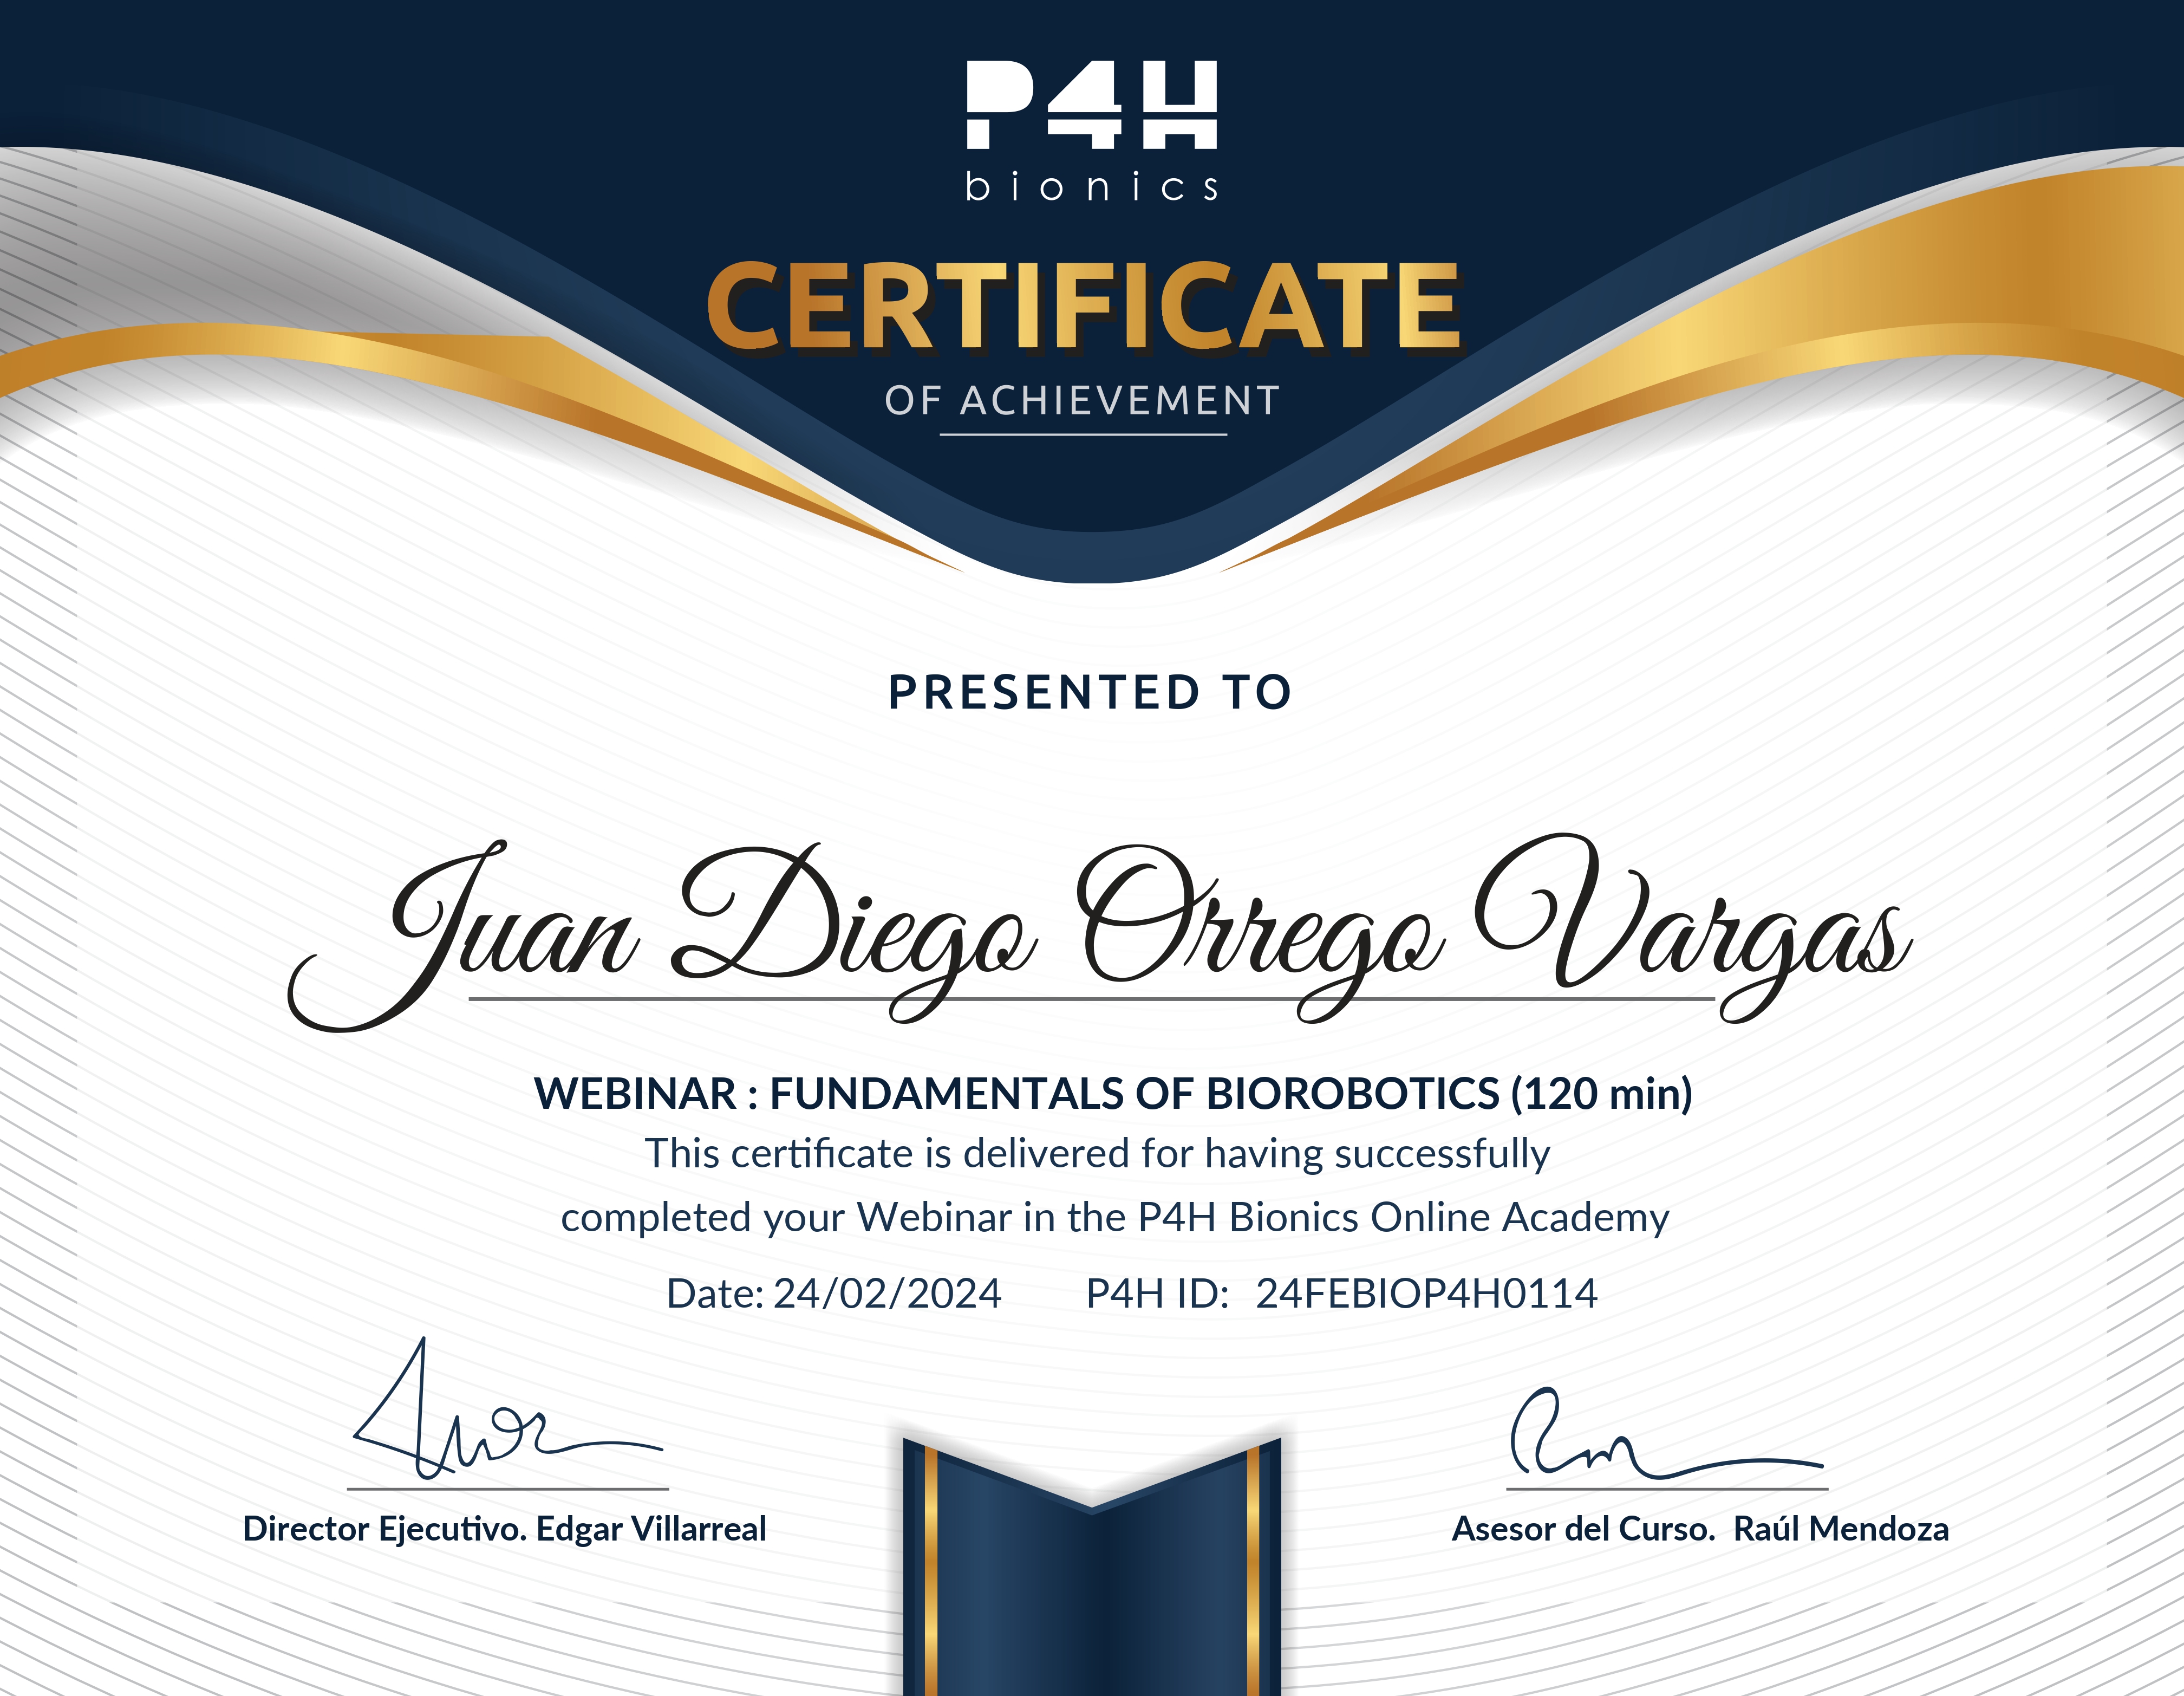 P4H
bionics
CERTIFICATE
OF ACHIEVEMENT
PRESENTED TO
Juan Diego Orrego Vargas
WEBINAR : FUNDAMENTALS OF BIOROBOTICS (120 min)
This certificate is delivered for having successfully
completed your Webinar in the P4H Bionics Online Academy
Date: 24/02/2024 P4H ID: 24FEBIOP4H0114
Director Ejecutivo. Edgar Villarreal
Asesor del Curso. Raúl Mendoza